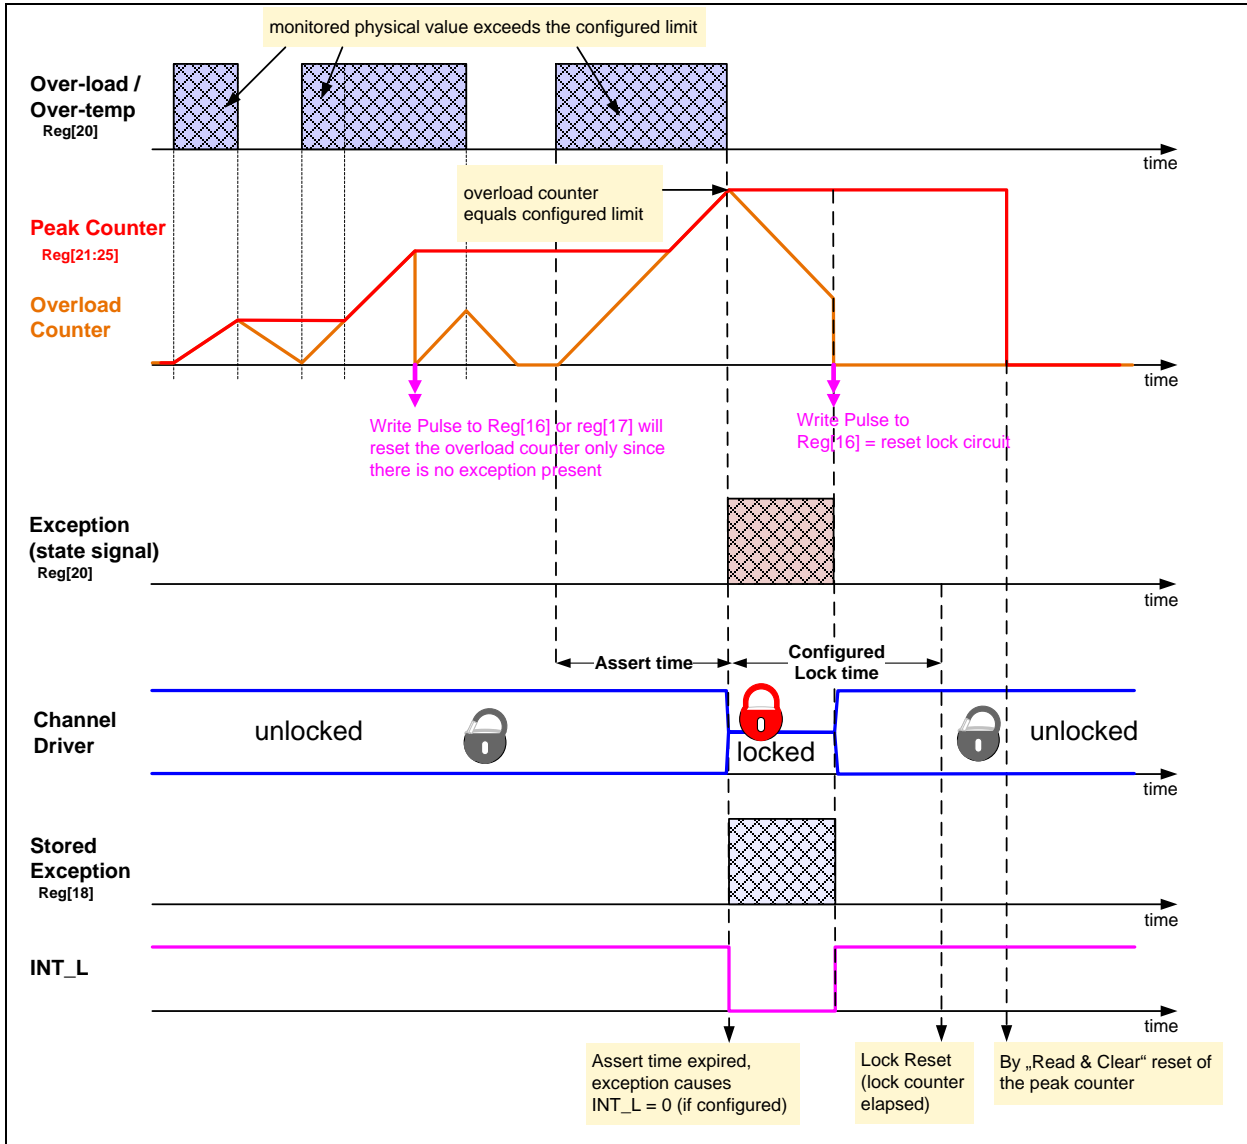 monitored physical value exceeds the configured limit
Over-load /
Over-temp
Reg[20]
time
overload counter
equals configured limit
Peak Counter
Reg[21:25]
Overload
Counter
time
Write Pulse to Reg[16] or reg[17] will
reset the overload counter only since
there is no exception present
Write Pulse to
Reg[16] = reset lock circuit
Exception
(state signal)
Reg[20]
time
Assert time
Configured
Lock time
Channel
Driver
unlocked
locked
unlocked
time
Stored
Exception
Reg[18]
time
INT_L
time
Assert time expired,
exception causes
INT_L = 0 (if configured)
Lock Reset
(lock counter
elapsed)
By „Read & Clear“ reset of
the peak counter